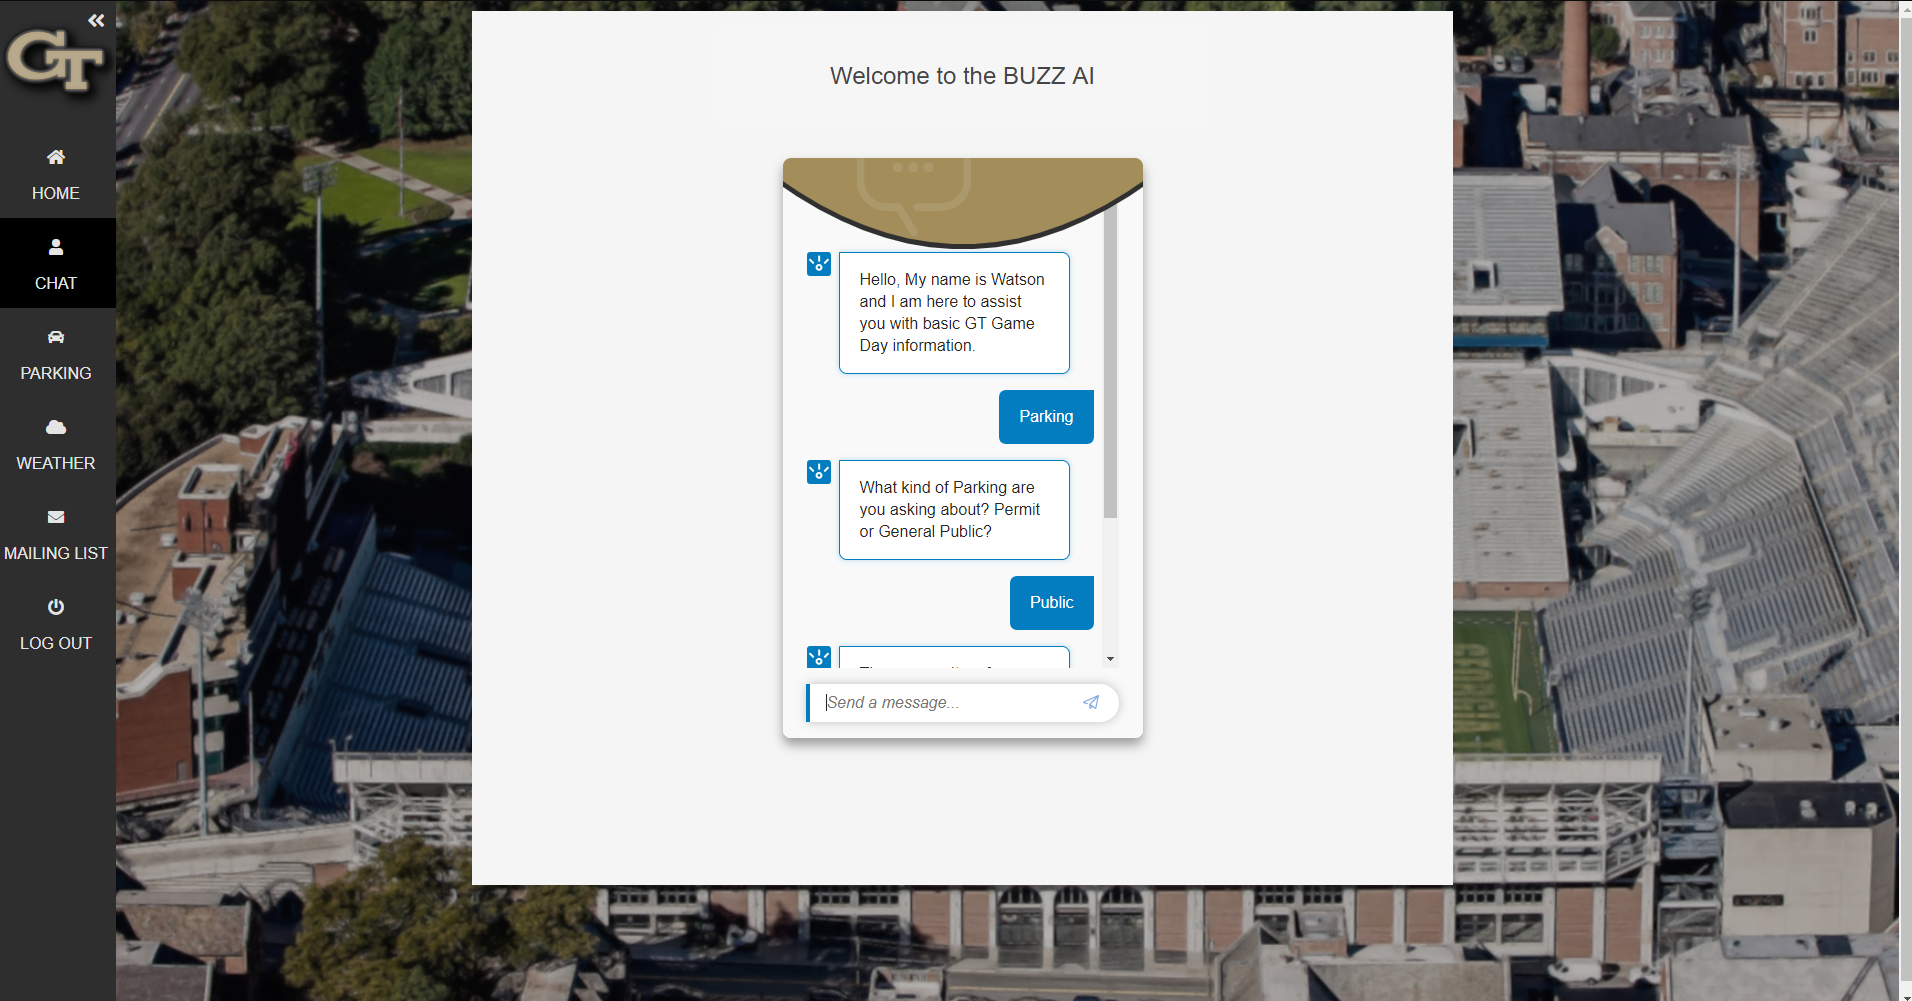 GT
HOME
CHAT
PARKING
WEATHER
MAILING LIST
LOG OUT
Welcome to the BUZZ AI
Hello, My name is Watson
and I am here to assist
you with basic GT Game
Day information.
Parking
What kind of Parking are
you asking about? Permit
or General Public?
Public
Send a message...